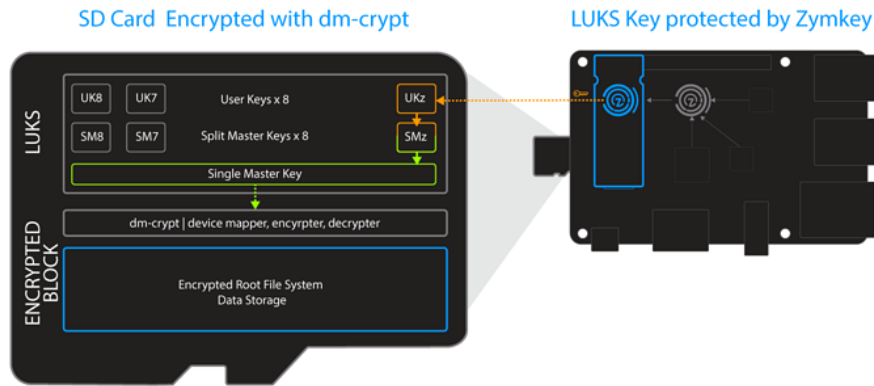 SD Card Encrypted with dm-crypt
LUKS Key protected by Zymkey
LUKS
UK8 UK7 User Keys x 8 UKz
SM8 SM7 Split Master Keys x 8 SMz
Single Master Key
dm-crypt | device mapper, encyrpter, decrypter
ENCRYPTED
BLOCK
Encrypted Root File System
Data Storage